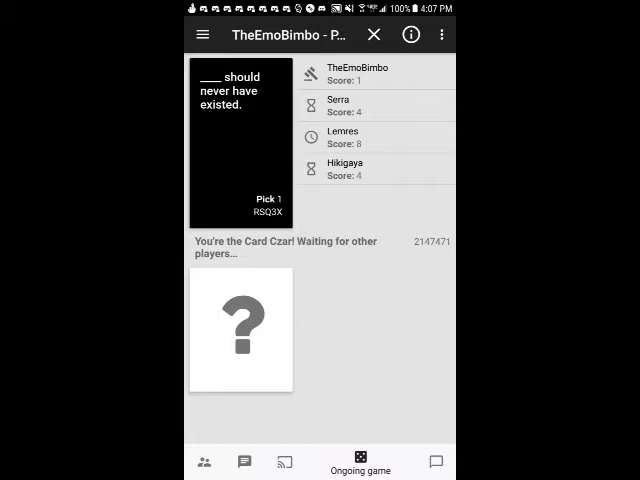 100% 4:07 PM
TheEmoBimbo - P...
____ should
never have
existed.
Pick 1
RSQ3X
TheEmoBimbo
Score: 1
Serra
Score: 4
Lemres
Score: 8
Hikigaya
Score: 4
You're the Card Czar! Waiting for other
players...
2147471
?
Ongoing game